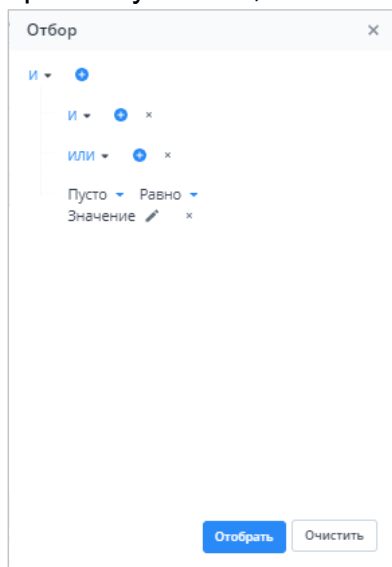 Отбор
И
И
ИЛИ
Пусто Равно
Значение
Отобрать Очистить